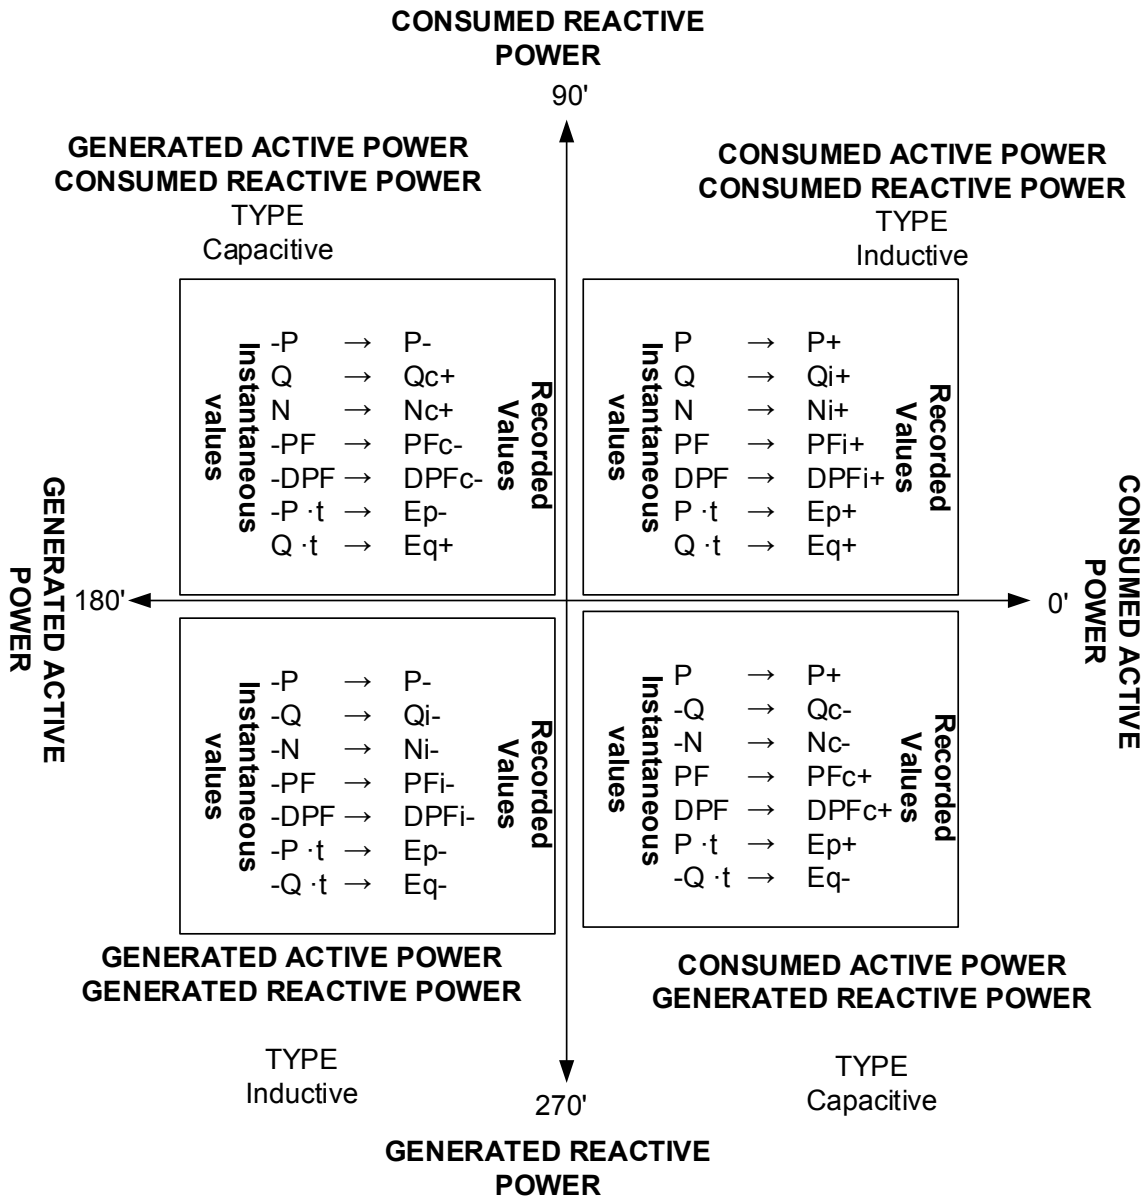 CONSUMED REACTIVE
POWER
90'
GENERATED ACTIVE POWER
CONSUMED REACTIVE POWER
TYPE
Capacitive
CONSUMED ACTIVE POWER
CONSUMED REACTIVE POWER
TYPE
Inductive
Instantaneous
values
-P → P-
Q → Qc+
N → Nc+
-PF → PFc-
-DPF → DPFc-
-P ·t → Ep-
Q ·t → Eq+
Recorded
Values
Instantaneous
values
P → P+
Q → Qi+
N → Ni+
PF → PFi+
DPF → DPFi+
P ·t → Ep+
Q ·t → Eq+
Recorded
Values
GENERATED ACTIVE
POWER
180'
0'
CONSUMED ACTIVE
POWER
Instantaneous
values
-P → P-
-Q → Qi-
-N → Ni-
-PF → PFi-
-DPF → DPFi-
-P ·t → Ep-
-Q ·t → Eq-
Recorded
Values
Instantaneous
values
P → P+
-Q → Qc-
-N → Nc-
PF → PFc+
DPF → DPFc+
P ·t → Ep+
-Q ·t → Eq-
Recorded
Values
GENERATED ACTIVE POWER
GENERATED REACTIVE POWER
TYPE
Inductive
CONSUMED ACTIVE POWER
GENERATED REACTIVE POWER
TYPE
Capacitive
270'
GENERATED REACTIVE
POWER